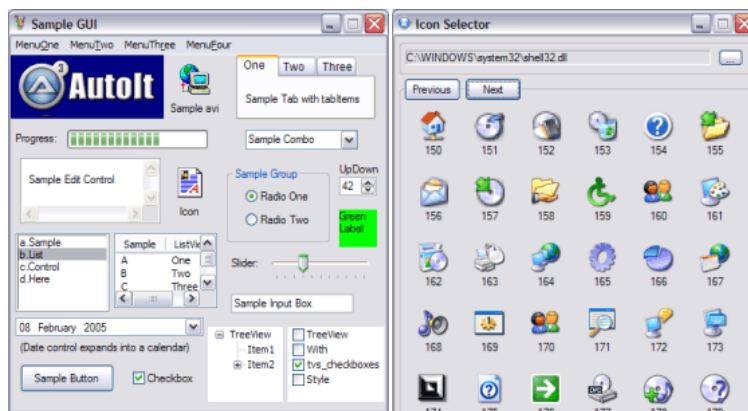 Sample GUI
MenuOne MenuTwo MenuThree MenuFour
3
AutoIt
Sample avi
One Two Three
Sample Tab with tabItems
Progress:
Sample Combo
Sample Edit Control
Icon
Sample Group
Radio One
Radio Two
UpDown
42
Green
Label
a.Sample
b.List
c.Control
d.Here
Sample ListVie
A One
B Two
C Three
Slider:
Sample Input Box
08 February 2005
(Date control expands into a calendar)
Sample Button
Checkbox
TreeView
Item1
Item2
TreeView
With
tvs_checkboxes
Style
Icon Selector
C:\WINDOWS\system32\shell32.dll
...
Previous Next
150 151 152 153 154 155
156 157 158 159 160 161
162 163 164 165 166 167
168 169 170 171 172 173